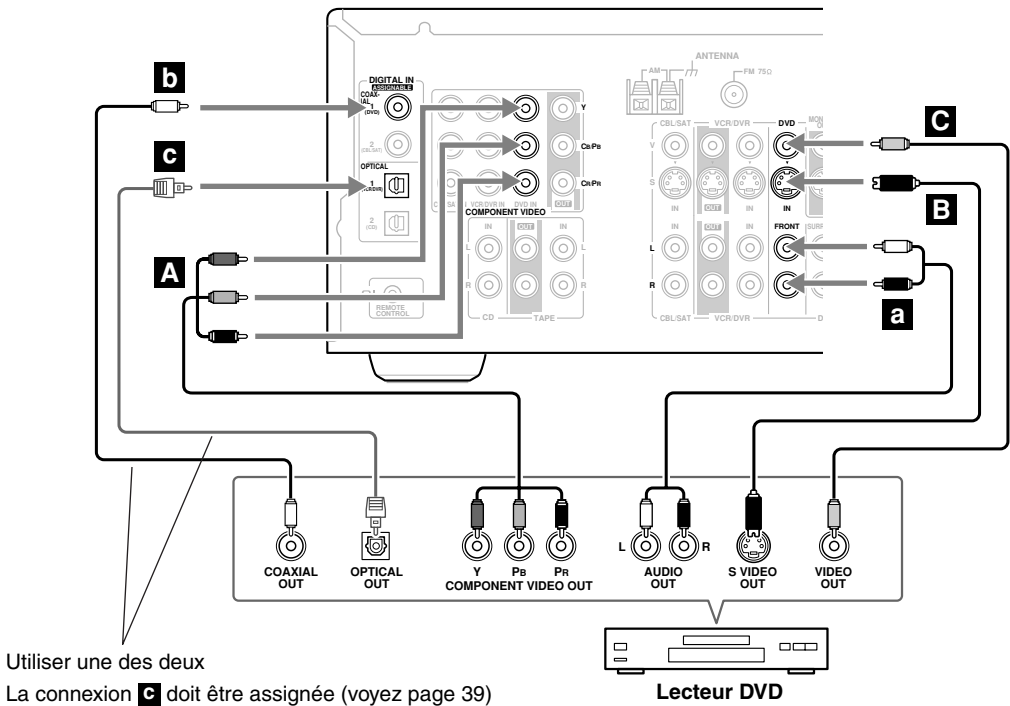 ANTENNA
AM
FM 75Ω
b
DIGITAL IN
ASSIGNABLE
COAX-
IAL
1
(DVD)
2
(CBL/SAT)
c
OPTICAL
1
(VCR/DVR)
2
(CD)
Y
CB/PB
CR/PR
VCR/DVR IN
DVD IN
OUT
COMPONENT VIDEO
CBL/SAT
VCR/DVR
DVD
V
S
C
B
IN
OUT
IN
IN
IN
OUT
IN
IN
OUT
IN
FRONT
L
L
L
R
R
R
A
a
REMOTE
CONTROL
CD
TAPE
CBL/SAT
VCR/DVR
D
COAXIAL
OUT
OPTICAL
OUT
Y
PB
PR
COMPONENT VIDEO OUT
L
R
AUDIO
OUT
S VIDEO
OUT
VIDEO
OUT
Utiliser une des deux
La connexion c doit être assignée (voyez page 39)
Lecteur DVD